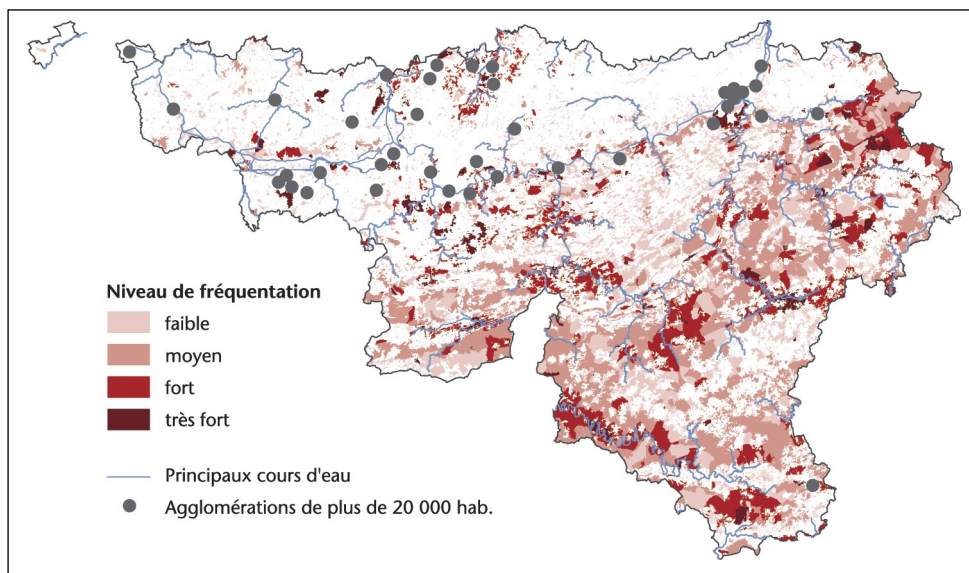 Niveau de fréquentation
faible
moyen
fort
très fort
Principaux cours d'eau
Agglomérations de plus de 20 000 hab.